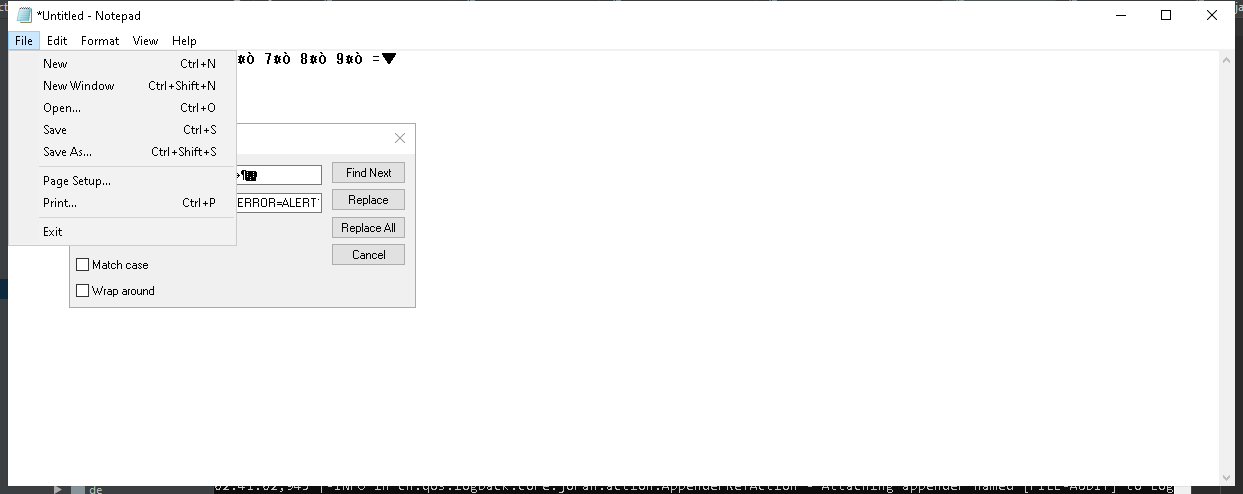 *Untitled - Notepad
File Edit Format View Help
¤ò 7¤ò 8¤ò 9¤ò =▼
New Ctrl+N
New Window Ctrl+Shift+N
Open... Ctrl+O
Save Ctrl+S
Save As... Ctrl+Shift+S
Page Setup...
Print... Ctrl+P
Exit
Find Next
ERROR=ALERT
Replace
Replace All
Cancel
Match case
Wrap around
de
02:41:02,945 |-INFO in ch.qos.logback.core.joran.action.AppenderRefAction - Attaching appender named [FILE-AUDIT] to Log